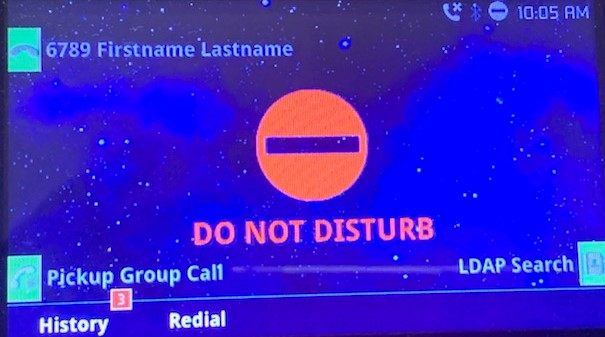 10:05 AM
6789 Firstname Lastname
DO NOT DISTURB
Pickup Group Call LDAP Search
3
History Redial